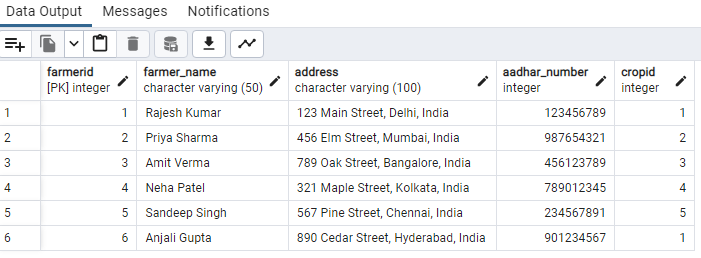 Data Output Messages Notifications
farmerid farmer_name address aadhar_number cropid
[PK] integer character varying (50) character varying (100) integer integer
1 1 Rajesh Kumar 123 Main Street, Delhi, India 123456789 1
2 2 Priya Sharma 456 Elm Street, Mumbai, India 987654321 2
3 3 Amit Verma 789 Oak Street, Bangalore, India 456123789 3
4 4 Neha Patel 321 Maple Street, Kolkata, India 789012345 4
5 5 Sandeep Singh 567 Pine Street, Chennai, India 234567891 5
6 6 Anjali Gupta 890 Cedar Street, Hyderabad, India 901234567 1